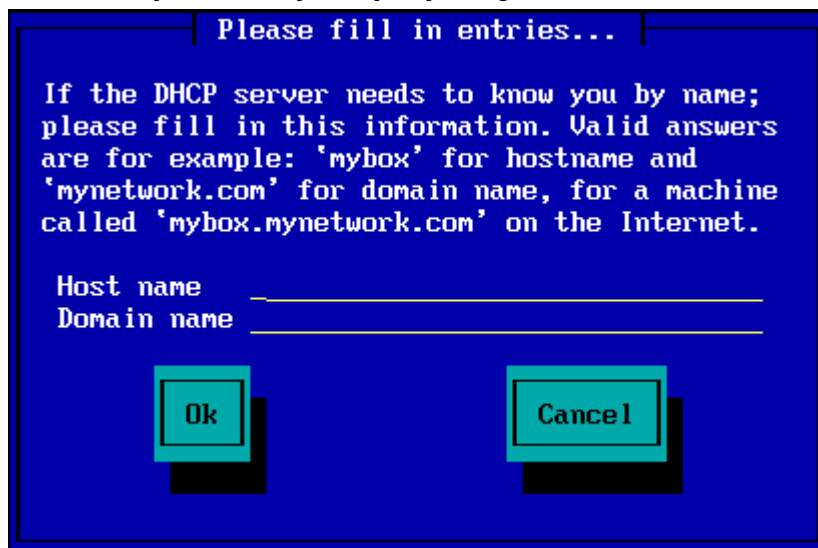 Please fill in entries...
If the DHCP server needs to know you by name;
please fill in this information. Valid answers
are for example: `mybox' for hostname and
`mynetwork.com' for domain name, for a machine
called `mybox.mynetwork.com' on the Internet.
Host name
Domain name
Ok Cancel